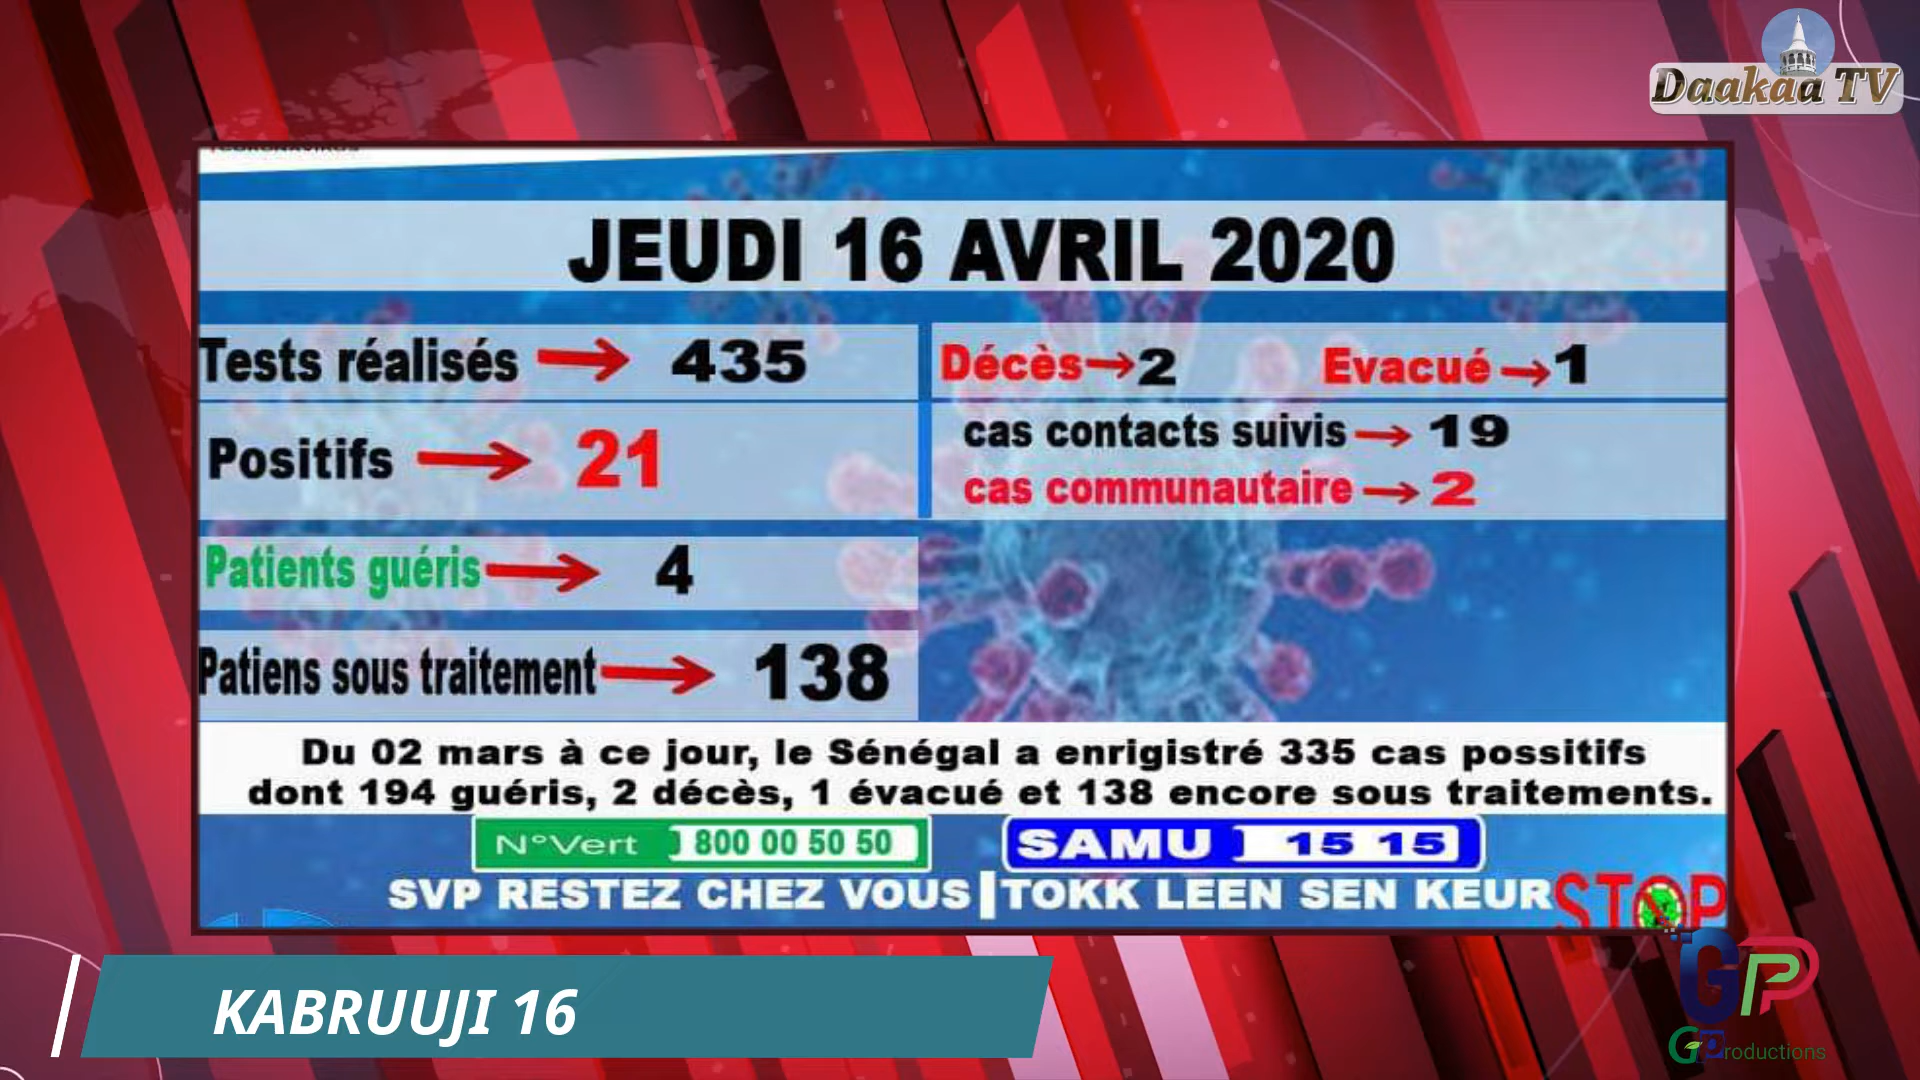 Daakaa TV
JEUDI 16 AVRIL 2020
Tests réalisés 435
Décès 2 Evacué 1
Positifs 21
cas contacts suivis 19
cas communautaire 2
Patients guéris 4
Patiens sous traitement 138
Du 02 mars à ce jour, le Sénégal a enrigistré 335 cas possitifs
dont 194 guéris, 2 décès, 1 évacué et 138 encore sous traitements.
N°Vert 800 00 50 50
SAMU 15 15
SVP RESTEZ CHEZ VOUS|TOKK LEEN SEN KEUR
STOP
KABRUUJI 16
GP
GProductions